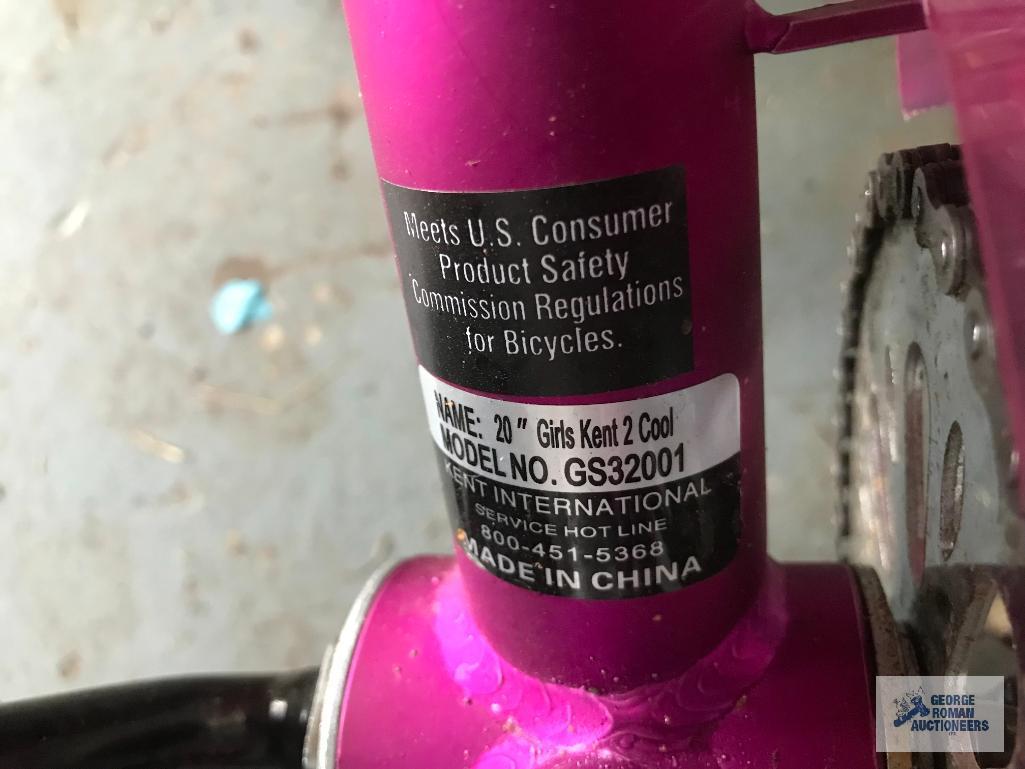 Meets U.S. Consumer
Product Safety
Commission Regulations
for Bicycles.
NAME: 20" Girls Kent 2 Cool
MODEL NO. GS32001
KENT INTERNATIONAL
SERVICE HOT LINE
800-451-5368
MADE IN CHINA
GEORGE
ROMAN
AUCTIONEERS